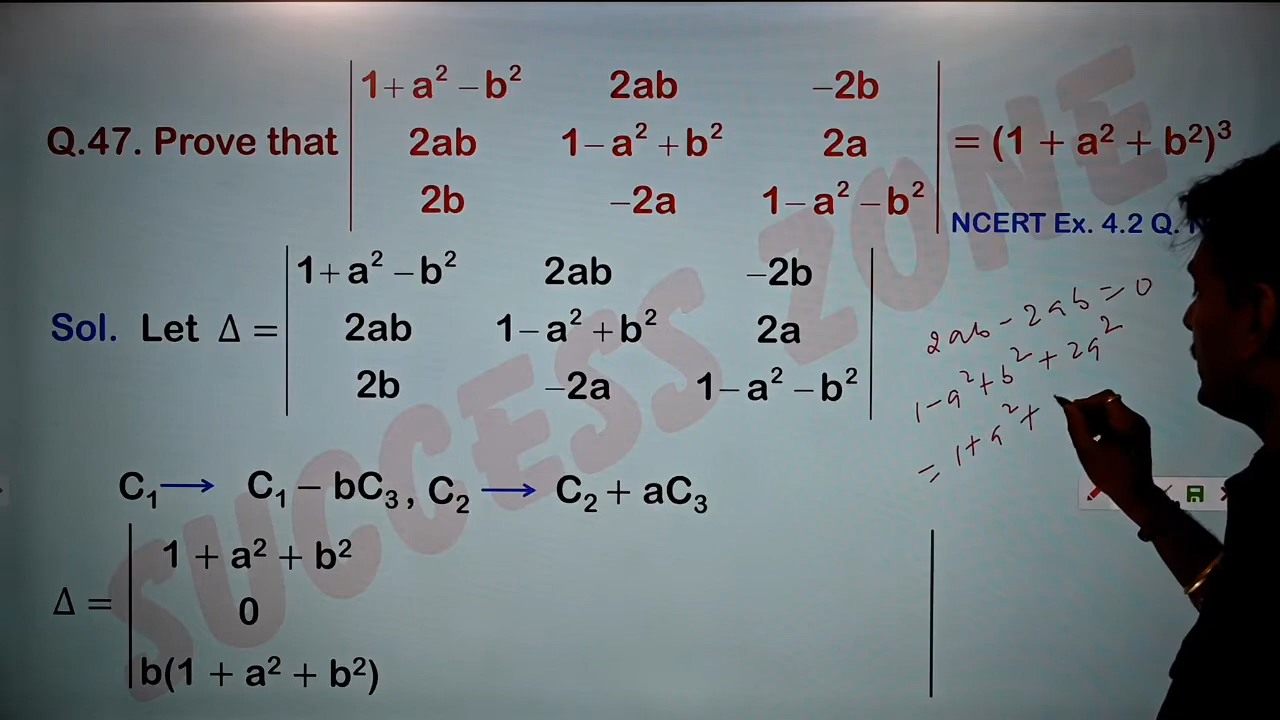 1+a² −b² 2ab −2b
Q.47. Prove that 2ab 1−a² +b² 2a = (1 + a² + b²)³
2b −2a 1−a² −b²
NCERT Ex. 4.2 Q.
1+a² −b² 2ab −2b
Sol. Let Δ = 2ab 1−a² +b² 2a
2b −2a 1−a² −b²
2ab − 2ab = 0
1 − a² + b² + 2a²
= 1 + a² +
C₁ → C₁ − bC₃, C₂ → C₂ + aC₃
1 + a² + b²
Δ = 0
b(1 + a² + b²)
SUCCESS ZONE